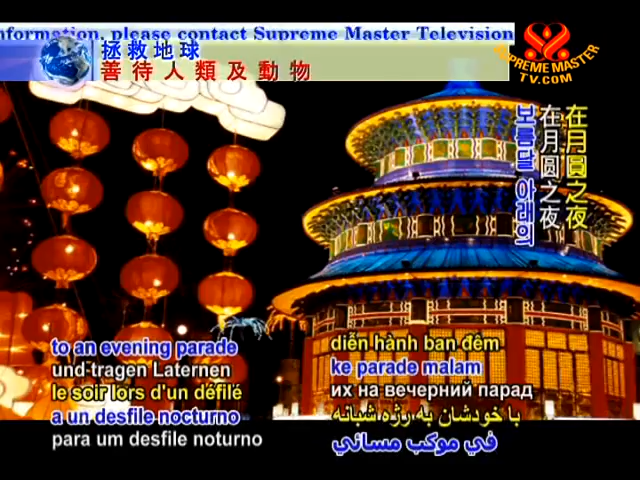 nformation, please contact Supreme Master Television
拯救地球
善待人類及動物
SUPREME MASTER
TV.COM
在月圓之夜
在月圆之夜
보름달 아래의
to an evening parade
und tragen Laternen
le soir lors d'un défilé
a un desfile nocturno
para um desfile noturno
diễn hành ban đêm
ke parade malam
их на вечерний парад
با خودشان به رژه شبانه
في موكب مسائي